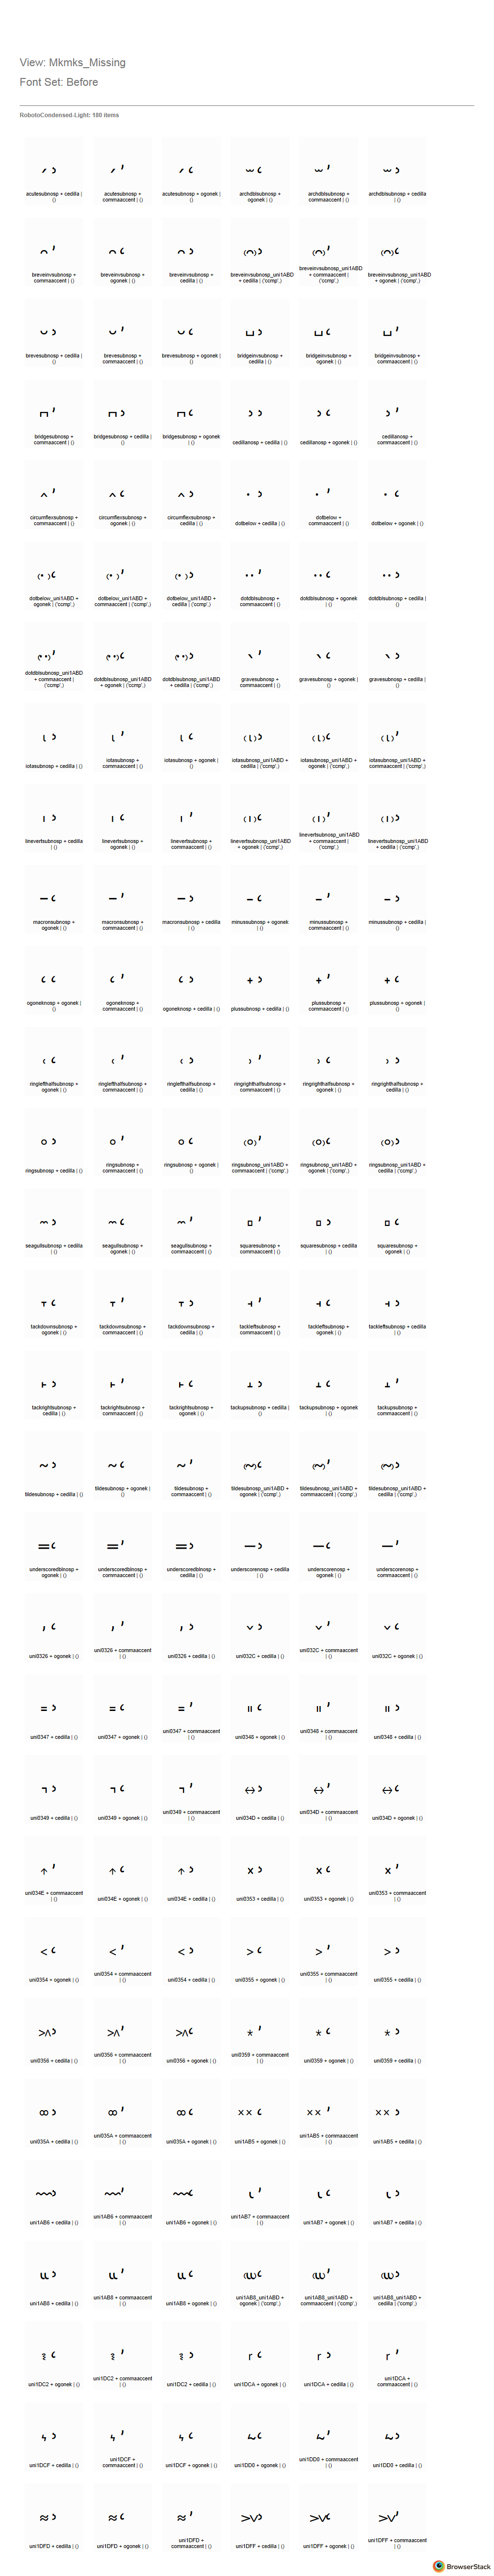 View: Mkmks_Missing
Font Set: Before
RobotoCondensed-Light: 180 items
acutesubnosp + cedilla |
()
acutesubnosp +
commaaccent | ()
acutesubnosp + ogonek |
()
archdblsubnosp +
ogonek | ()
archdblsubnosp +
commaaccent | ()
archdblsubnosp + cedilla
| ()
breveinvsubnosp +
commaaccent | ()
breveinvsubnosp +
ogonek | ()
breveinvsubnosp +
cedilla | ()
breveinvsubnosp_uni1ABD
+ cedilla | ('ccmp',)
breveinvsubnosp_uni1ABD
+ commaaccent |
('ccmp',)
breveinvsubnosp_uni1ABD
+ ogonek | ('ccmp',)
brevesubnosp + cedilla |
()
brevesubnosp +
commaaccent | ()
brevesubnosp + ogonek |
()
bridgeinvsubnosp +
cedilla | ()
bridgeinvsubnosp +
ogonek | ()
bridgeinvsubnosp +
commaaccent | ()
bridgesubnosp +
commaaccent | ()
bridgesubnosp + cedilla |
()
bridgesubnosp + ogonek
| ()
cedillanosp + cedilla | ()
cedillanosp + ogonek | ()
cedillanosp +
commaaccent | ()
circumflexsubnosp +
commaaccent | ()
circumflexsubnosp +
ogonek | ()
circumflexsubnosp +
cedilla | ()
dotbelow + cedilla | ()
dotbelow +
commaaccent | ()
dotbelow + ogonek | ()
dotbelow_uni1ABD +
ogonek | ('ccmp',)
dotbelow_uni1ABD +
commaaccent | ('ccmp',)
dotbelow_uni1ABD +
cedilla | ('ccmp',)
dotdblsubnosp +
commaaccent | ()
dotdblsubnosp + ogonek
| ()
dotdblsubnosp + cedilla |
()
dotdblsubnosp_uni1ABD
+ commaaccent |
('ccmp',)
dotdblsubnosp_uni1ABD
+ ogonek | ('ccmp',)
dotdblsubnosp_uni1ABD
+ cedilla | ('ccmp',)
gravesubnosp +
commaaccent | ()
gravesubnosp + ogonek |
()
gravesubnosp + cedilla |
()
iotasubnosp + cedilla | ()
iotasubnosp +
commaaccent | ()
iotasubnosp + ogonek |
()
iotasubnosp_uni1ABD +
cedilla | ('ccmp',)
iotasubnosp_uni1ABD +
ogonek | ('ccmp',)
iotasubnosp_uni1ABD +
commaaccent | ('ccmp',)
linevertsubnosp + cedilla
| ()
linevertsubnosp +
ogonek | ()
linevertsubnosp +
commaaccent | ()
linevertsubnosp_uni1ABD
+ ogonek | ('ccmp',)
linevertsubnosp_uni1ABD
+ commaaccent |
('ccmp',)
linevertsubnosp_uni1ABD
+ cedilla | ('ccmp',)
macronsubnosp +
ogonek | ()
macronsubnosp +
commaaccent | ()
macronsubnosp + cedilla
| ()
minussubnosp + ogonek
| ()
minussubnosp +
commaaccent | ()
minussubnosp + cedilla |
()
ogoneknosp + ogonek |
()
ogoneknosp +
commaaccent | ()
ogoneknosp + cedilla | ()
plussubnosp + cedilla | ()
plussubnosp +
commaaccent | ()
plussubnosp + ogonek |
()
ringlefthalfsubnosp +
ogonek | ()
ringlefthalfsubnosp +
commaaccent | ()
ringlefthalfsubnosp +
cedilla | ()
ringrighthalfsubnosp +
commaaccent | ()
ringrighthalfsubnosp +
ogonek | ()
ringrighthalfsubnosp +
cedilla | ()
ringsubnosp + cedilla | ()
ringsubnosp +
commaaccent | ()
ringsubnosp + ogonek |
()
ringsubnosp_uni1ABD +
commaaccent | ('ccmp',)
ringsubnosp_uni1ABD +
ogonek | ('ccmp',)
ringsubnosp_uni1ABD +
cedilla | ('ccmp',)
seagullsubnosp + cedilla
| ()
seagullsubnosp +
ogonek | ()
seagullsubnosp +
commaaccent | ()
squaresubnosp +
commaaccent | ()
squaresubnosp + cedilla
| ()
squaresubnosp +
ogonek | ()
tackdownsubnosp +
ogonek | ()
tackdownsubnosp +
commaaccent | ()
tackdownsubnosp +
cedilla | ()
tackleftsubnosp +
commaaccent | ()
tackleftsubnosp +
ogonek | ()
tackleftsubnosp + cedilla
| ()
tackrightsubnosp +
cedilla | ()
tackrightsubnosp +
commaaccent | ()
tackrightsubnosp +
ogonek | ()
tackupsubnosp + cedilla |
()
tackupsubnosp + ogonek
| ()
tackupsubnosp +
commaaccent | ()
tildesubnosp + cedilla | ()
tildesubnosp + ogonek |
()
tildesubnosp +
commaaccent | ()
tildesubnosp_uni1ABD +
ogonek | ('ccmp',)
tildesubnosp_uni1ABD +
commaaccent | ('ccmp',)
tildesubnosp_uni1ABD +
cedilla | ('ccmp',)
underscoredblnosp +
ogonek | ()
underscoredblnosp +
commaaccent | ()
underscoredblnosp +
cedilla | ()
underscorenosp + cedilla
| ()
underscorenosp +
ogonek | ()
underscorenosp +
commaaccent | ()
uni0326 + ogonek | ()
uni0326 + commaaccent
| ()
uni0326 + cedilla | ()
uni032C + cedilla | ()
uni032C + commaaccent
| ()
uni032C + ogonek | ()
uni0347 + cedilla | ()
uni0347 + ogonek | ()
uni0347 + commaaccent
| ()
uni0348 + ogonek | ()
uni0348 + commaaccent
| ()
uni0348 + cedilla | ()
uni0349 + cedilla | ()
uni0349 + ogonek | ()
uni0349 + commaaccent
| ()
uni034D + cedilla | ()
uni034D + commaaccent
| ()
uni034D + ogonek | ()
uni034E + commaaccent
| ()
uni034E + ogonek | ()
uni034E + cedilla | ()
uni0353 + cedilla | ()
uni0353 + ogonek | ()
uni0353 + commaaccent
| ()
uni0354 + ogonek | ()
uni0354 + commaaccent
| ()
uni0354 + cedilla | ()
uni0355 + ogonek | ()
uni0355 + commaaccent
| ()
uni0355 + cedilla | ()
uni0356 + cedilla | ()
uni0356 + commaaccent
| ()
uni0356 + ogonek | ()
uni0359 + commaaccent
| ()
uni0359 + ogonek | ()
uni0359 + cedilla | ()
uni035A + cedilla | ()
uni035A + commaaccent
| ()
uni035A + ogonek | ()
uni1AB5 + ogonek | ()
uni1AB5 + commaaccent
| ()
uni1AB5 + cedilla | ()
uni1AB6 + cedilla | ()
uni1AB6 + commaaccent
| ()
uni1AB6 + ogonek | ()
uni1AB7 + commaaccent
| ()
uni1AB7 + ogonek | ()
uni1AB7 + cedilla | ()
uni1AB8 + cedilla | ()
uni1AB8 + commaaccent
| ()
uni1AB8 + ogonek | ()
uni1AB8_uni1ABD +
ogonek | ('ccmp',)
uni1AB8_uni1ABD +
commaaccent | ('ccmp',)
uni1AB8_uni1ABD +
cedilla | ('ccmp',)
uni1DC2 + ogonek | ()
uni1DC2 + commaaccent
| ()
uni1DC2 + cedilla | ()
uni1DCA + ogonek | ()
uni1DCA + cedilla | ()
uni1DCA +
commaaccent | ()
uni1DCF + cedilla | ()
uni1DCF +
commaaccent | ()
uni1DCF + ogonek | ()
uni1DD0 + ogonek | ()
uni1DD0 + commaaccent
| ()
uni1DD0 + cedilla | ()
uni1DFD + cedilla | ()
uni1DFD + ogonek | ()
uni1DFD +
commaaccent | ()
uni1DFF + cedilla | ()
uni1DFF + ogonek | ()
uni1DFF + commaaccent
| ()
BrowserStack